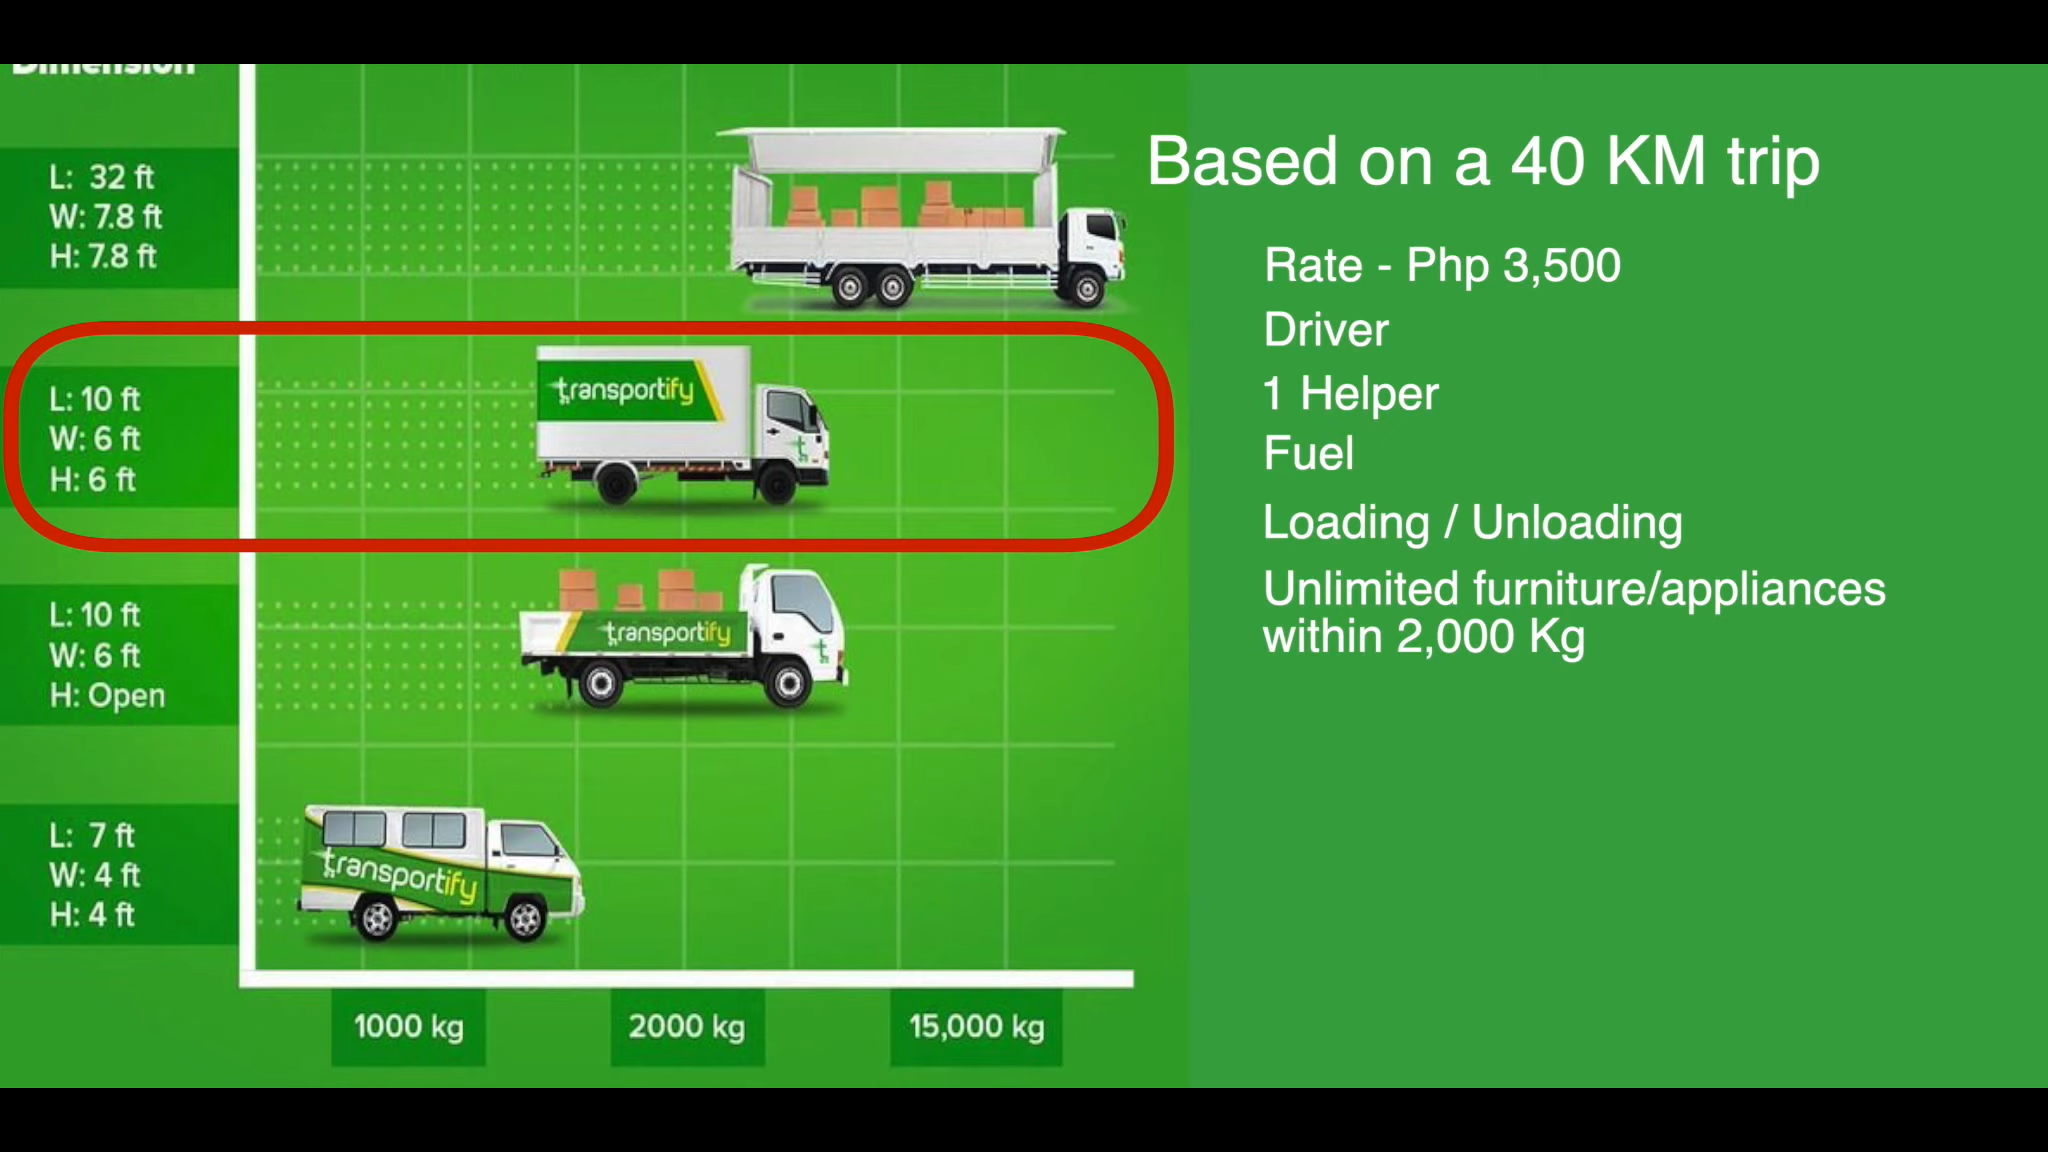 Dimension
L: 32 ft
W: 7.8 ft
H: 7.8 ft
L: 10 ft
W: 6 ft
H: 6 ft
L: 10 ft
W: 6 ft
H: Open
L: 7 ft
W: 4 ft
H: 4 ft
transportify
t
transportify
t
transportify
1000 kg
2000 kg
15,000 kg
Based on a 40 KM trip
Rate - Php 3,500
Driver
1 Helper
Fuel
Loading / Unloading
Unlimited furniture/appliances
within 2,000 Kg